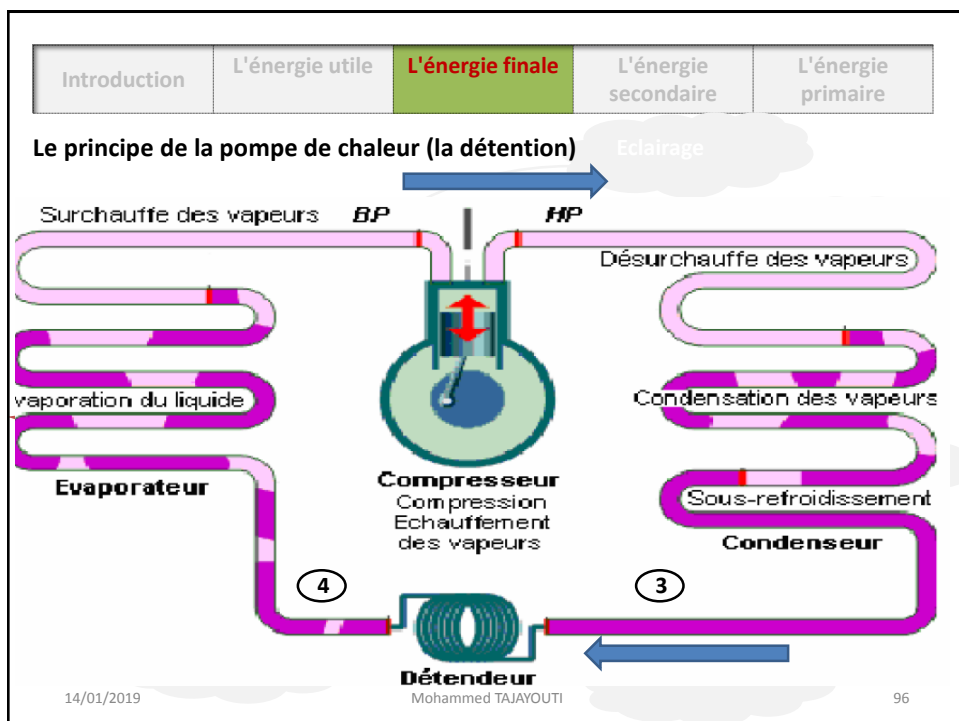 Introduction
L'énergie utile
L'énergie finale
L'énergie
secondaire
L'énergie
primaire
Le principe de la pompe de chaleur (la détention)
Eclairage
Surchauffe des vapeurs
BP
HP
Désurchauffe des vapeurs
vaporation du liquide
Condensation des vapeurs
Evaporateur
Compresseur
Compression
Echauffement
des vapeurs
Sous-refroidissement
Condenseur
4
3
Détendeur
14/01/2019
Mohammed TAJAYOUTI
96